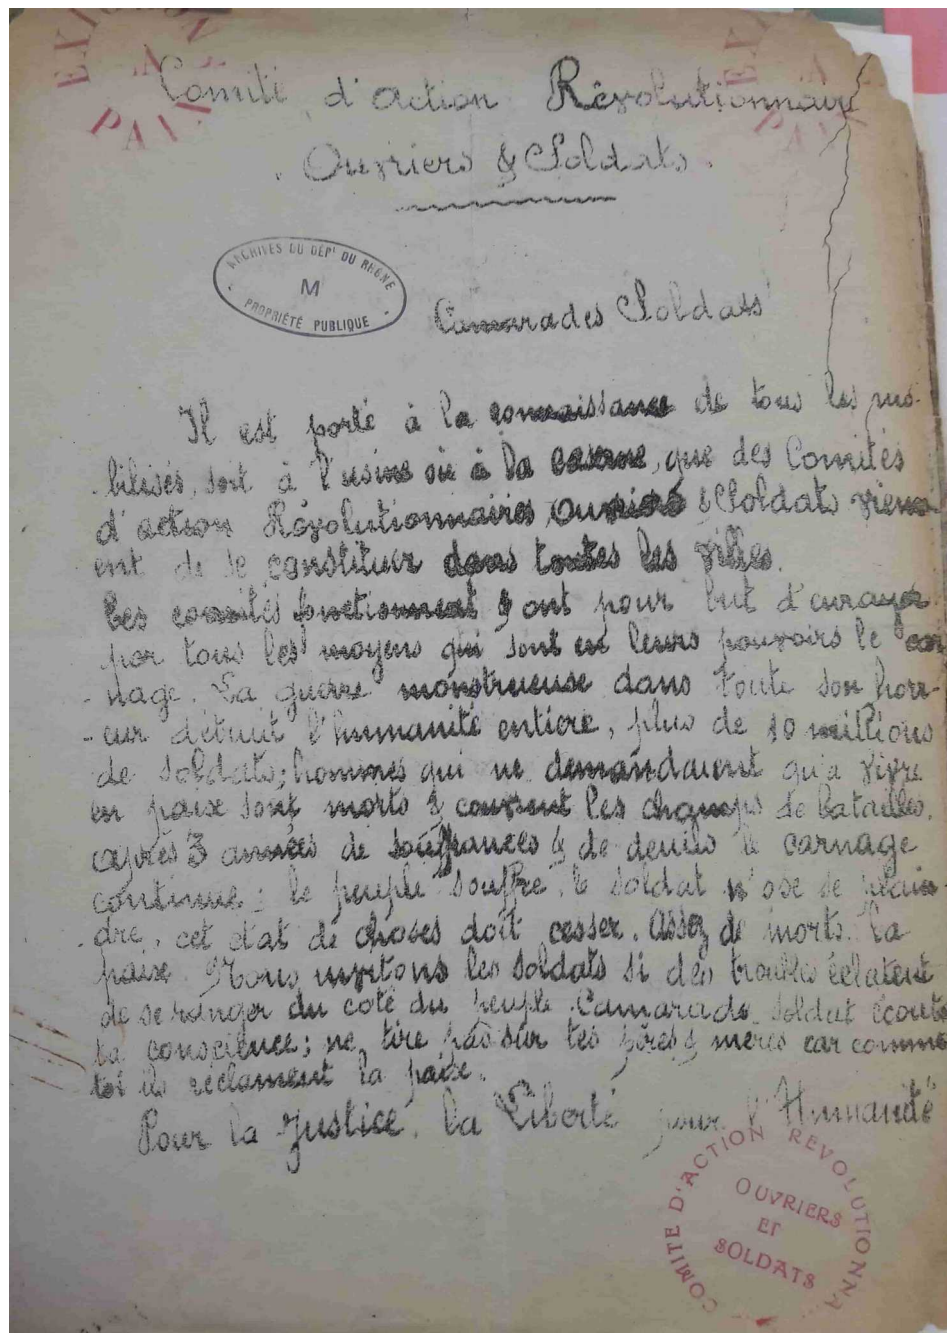 Comité d'action Révolutionnaire
Ouvriers & Soldats.
ARCHIVES DU DÉPT DU RHÔNE
M
PROPRIÉTÉ PUBLIQUE
Camarades Soldats
Il est porté à la connaissance de tous les mo-
bilisés, soit à l'usine ou à la caserne, que des Comités
d'action Révolutionnaires Ouvriers & Soldats vienn
ent de se constituer dans toutes les villes.
Ces comités fonctionnent & ont pour but d'enrayer
par tous les moyens qui sont en leurs pouvoirs le car
- nage. La guerre monstrueuse dans toute son horr-
- eur détruit l'humanité entière, plus de 10 millions
de soldats; hommes qui ne demandaient qu'à vivre
en paix sont morts & couvrent les champs de batailles.
après 3 années de souffrances & de deuils le carnage
continue; le peuple souffre, le soldat n'ose se plain-
- dre, cet état de choses doit cesser. assez de morts. La
paix. Nous invitons les soldats si des troubles éclatent
de se ranger du coté du peuple. Camarade soldat écoute
ta conscience; ne tire pas sur tes pères & mères car comme
toi ils réclament la paix.
Pour la Justice, la Liberté pour l'Humanité
COMITE D'ACTION REVOLUTIONNA
OUVRIERS
ET
SOLDATS